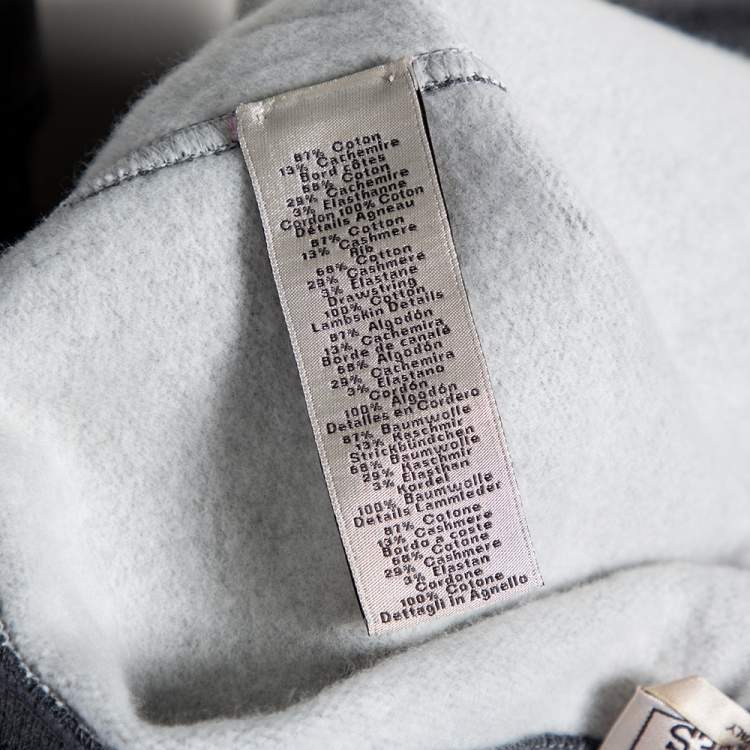 87% Coton
13% Cachemire
Bord côtes
68% Coton
29% Cachemire
3% Elasthanne
Cordon 100% Coton
Détails Agneau
87% Cotton
13% Cashmere
Rib
68% Cotton
29% Cashmere
3% Elastane
Drawstring
100% Cotton
Lambskin Details
87% Algodón
13% Cachemira
Borde de canalé
68% Algodón
29% Cachemira
3% Elastano
Cordón
100% Algodón
Detalles en Cordero
87% Baumwolle
13% Kaschmir
Strickbündchen
68% Baumwolle
29% Kaschmir
3% Elasthan
Kordel
100% Baumwolle
Details Lammleder
87% Cotone
13% Cashmere
Bordo a coste
68% Cotone
29% Cashmere
3% Elastan
Cordone
100% Cotone
Dettagli in Agnello